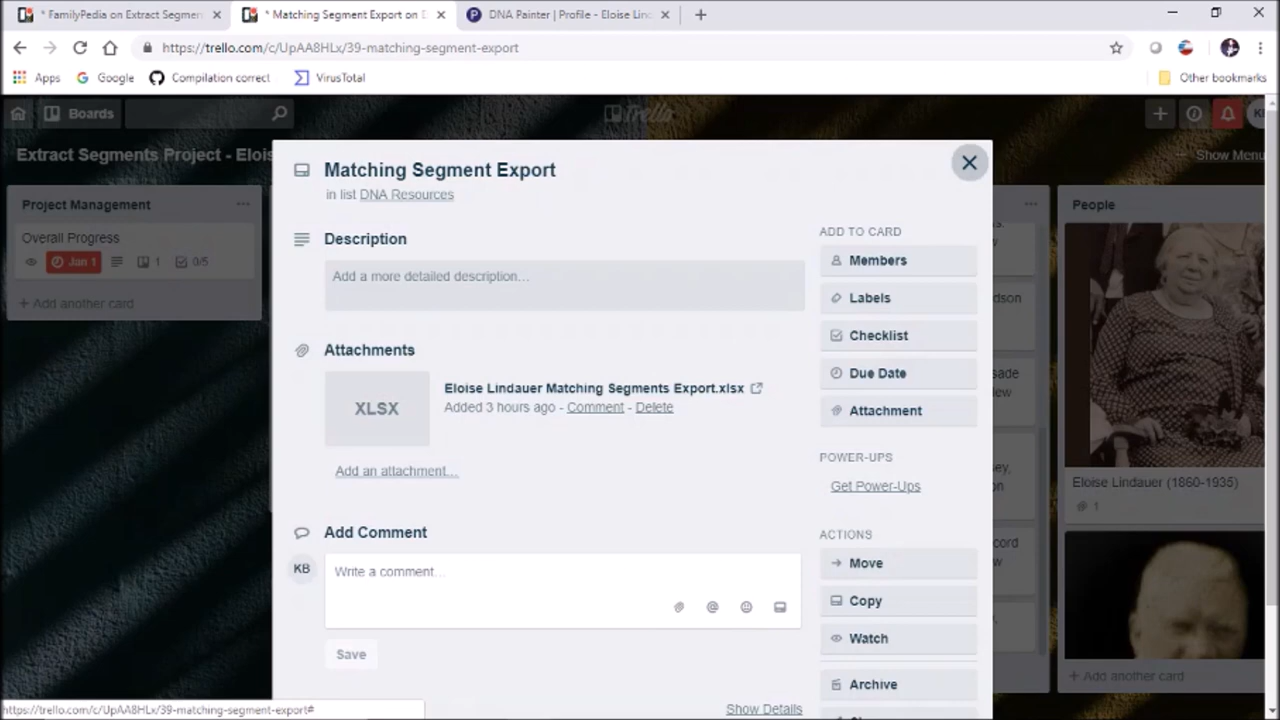 * FamilyPedia on Extract Segmen
* Matching Segment Export on E
DNA Painter | Profile - Eloise Lind
https://trello.com/c/UpAA8HLx/39-matching-segment-export
Apps
Google
Compilation correct
VirusTotal
Other bookmarks
Boards
Trello
Extract Segments Project - Elois
Show Menu
Project Management
Overall Progress
Jan 1
1
0/5
+ Add another card
Matching Segment Export
in list DNA Resources
Description
Add a more detailed description…
Attachments
XLSX
Eloise Lindauer Matching Segments Export.xlsx
Added 3 hours ago - Comment - Delete
Add an attachment…
Add Comment
KB
Write a comment…
Save
Show Details
ADD TO CARD
Members
Labels
Checklist
Due Date
Attachment
POWER-UPS
Get Power-Ups
ACTIONS
Move
Copy
Watch
Archive
People
Eloise Lindauer (1860-1935)
1
+ Add another card
https://trello.com/c/UpAA8HLx/39-matching-segment-export#